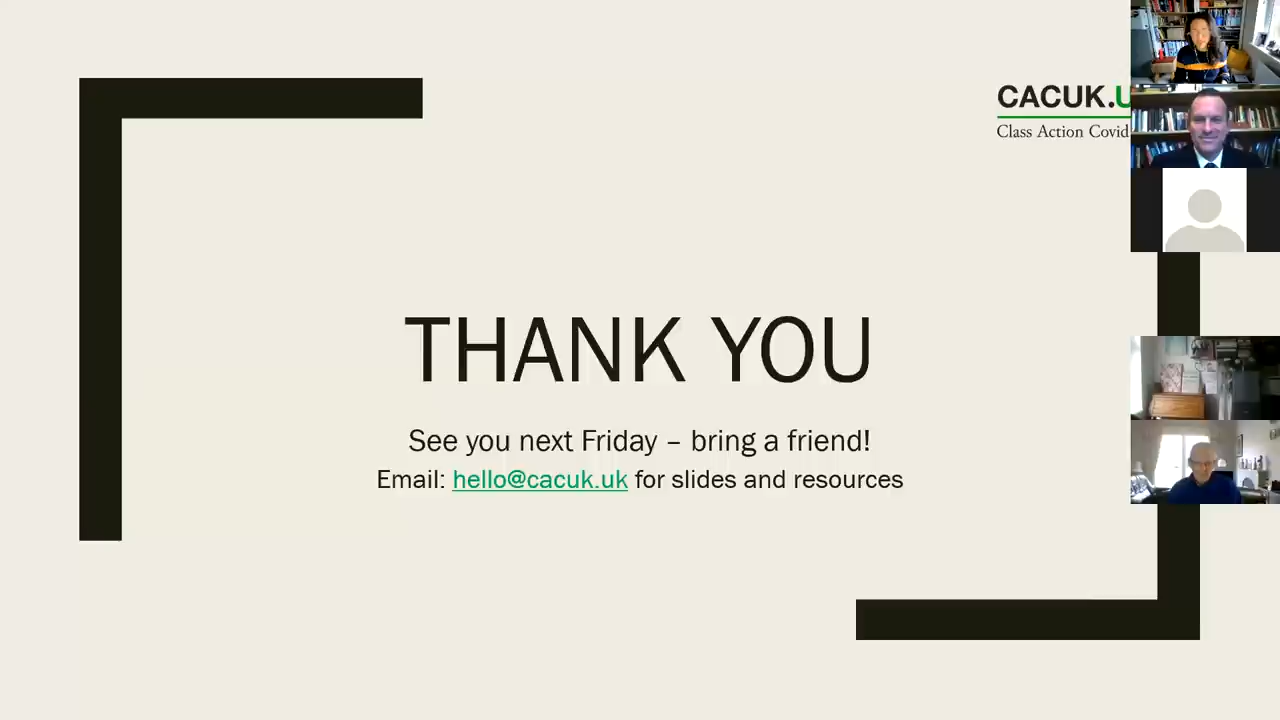 CACUK.U
Class Action Covid
THANK YOU
See you next Friday – bring a friend!
Email: hello@cacuk.uk for slides and resources